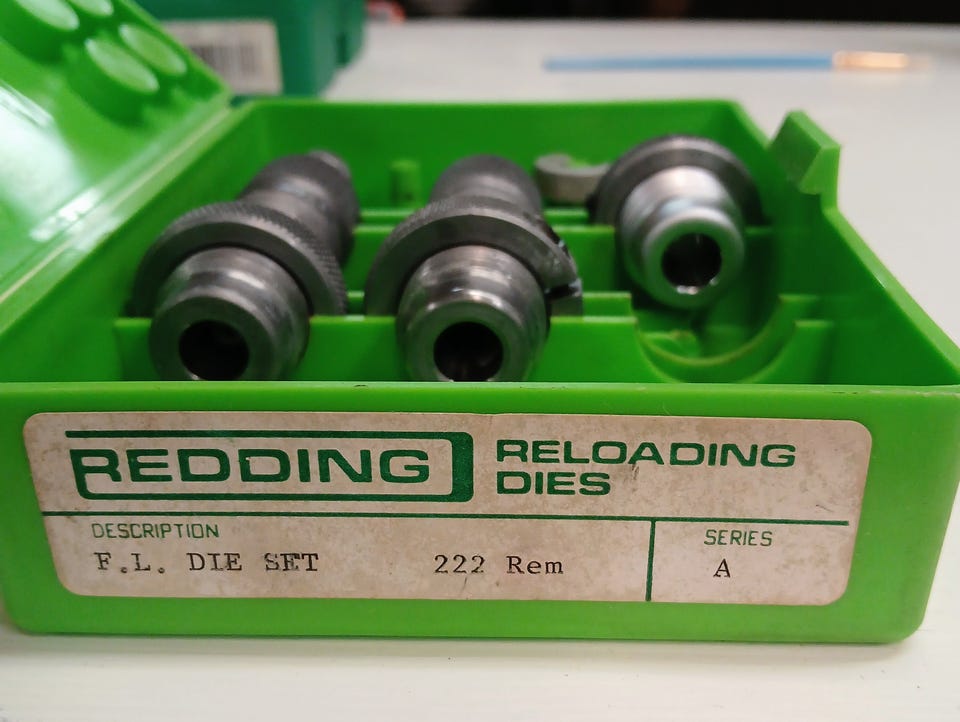 REDDING
RELOADING
DIES
DESCRIPTION
F.L. DIE SET 222 Rem
SERIES
A